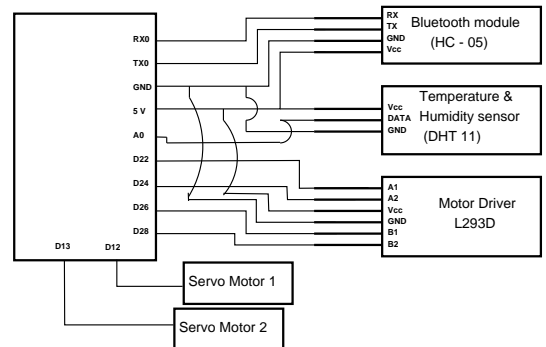 RX0
TX0
GND
5 V
A0
D22
D24
D26
D28
D13
D12
RX
TX
GND
Vcc
Bluetooth module
(HC - 05)
Vcc
DATA
GND
Temperature &
Humidity sensor
(DHT 11)
A1
A2
Vcc
GND
B1
B2
Motor Driver
L293D
Servo Motor 1
Servo Motor 2